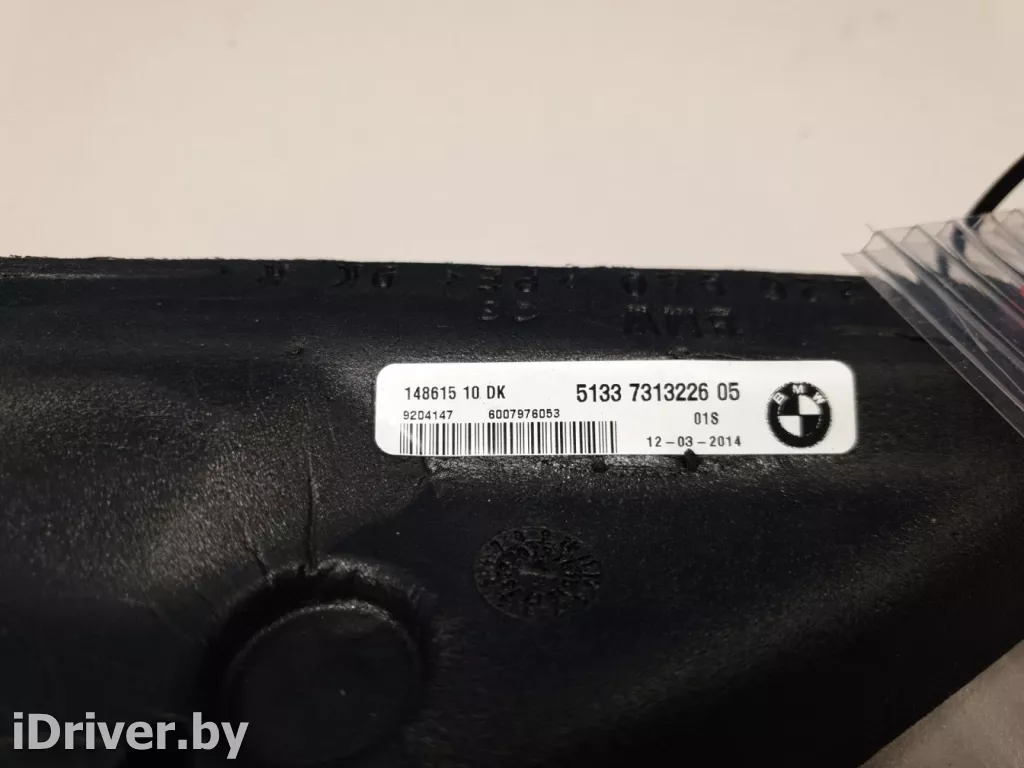 148615 10 DK 5133 7313226 05
9204147 6007976053 01S
12-03-2014
BMW
iDriver.by